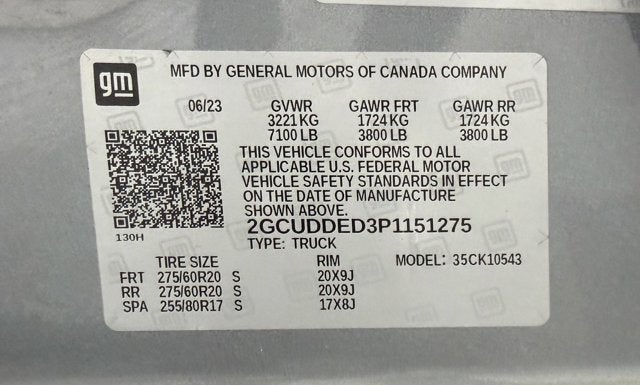 gm
MFD BY GENERAL MOTORS OF CANADA COMPANY
06/23 GVWR GAWR FRT GAWR RR
3221 KG 1724 KG 1724 KG
7100 LB 3800 LB 3800 LB
THIS VEHICLE CONFORMS TO ALL
APPLICABLE U.S. FEDERAL MOTOR
VEHICLE SAFETY STANDARDS IN EFFECT
ON THE DATE OF MANUFACTURE
SHOWN ABOVE.
130H
2GCUDDED3P1151275
TYPE: TRUCK
TIRE SIZE RIM MODEL: 35CK10543
FRT 275/60R20 S 20X9J
RR 275/60R20 S 20X9J
SPA 255/80R17 S 17X8J